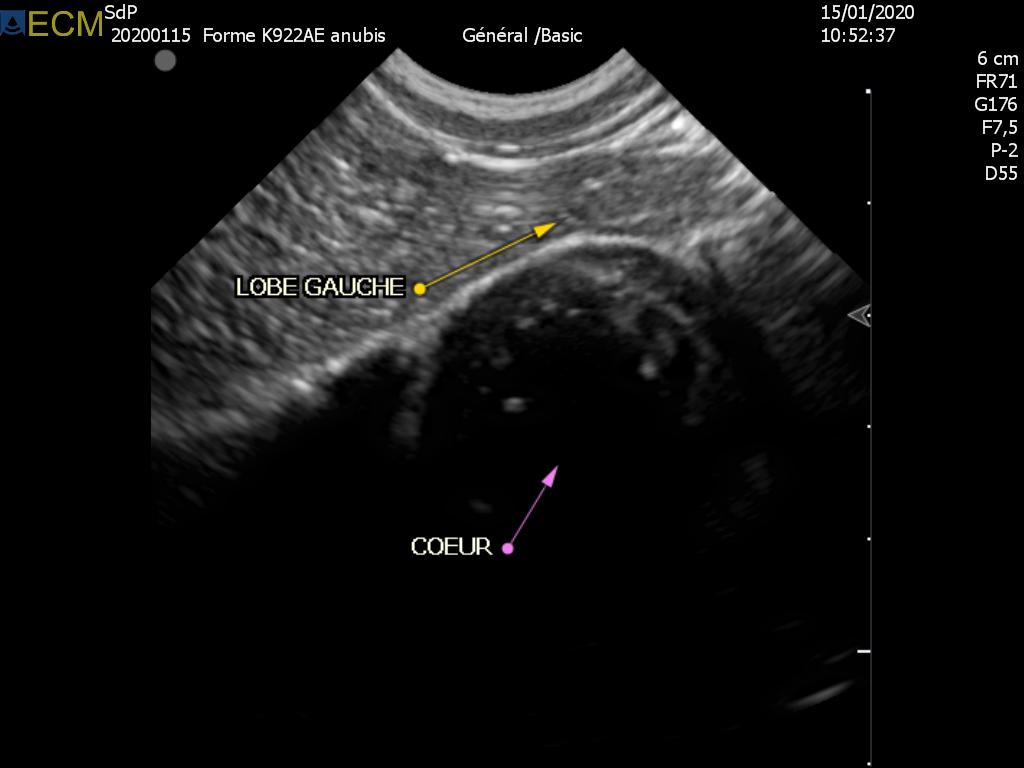 ECM
SdP
20200115 Forme K922AE anubis
Général /Basic
15/01/2020
10:52:37
6 cm
FR71
G176
F7,5
P-2
D55
LOBE GAUCHE
COEUR